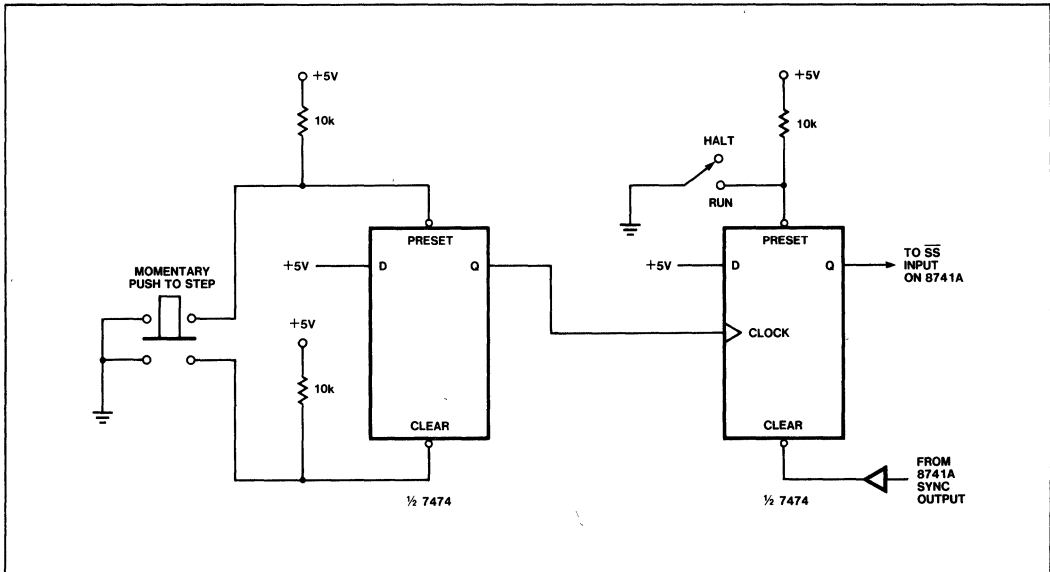 +5V
10k
+5V
10k
HALT
RUN
PRESET
+5V
D
Q
MOMENTARY
PUSH TO STEP
+5V
10k
CLEAR
½ 7474
PRESET
+5V
D
Q
TO S̅S̅
INPUT
ON 8741A
CLOCK
CLEAR
FROM
8741A
SYNC
OUTPUT
½ 7474